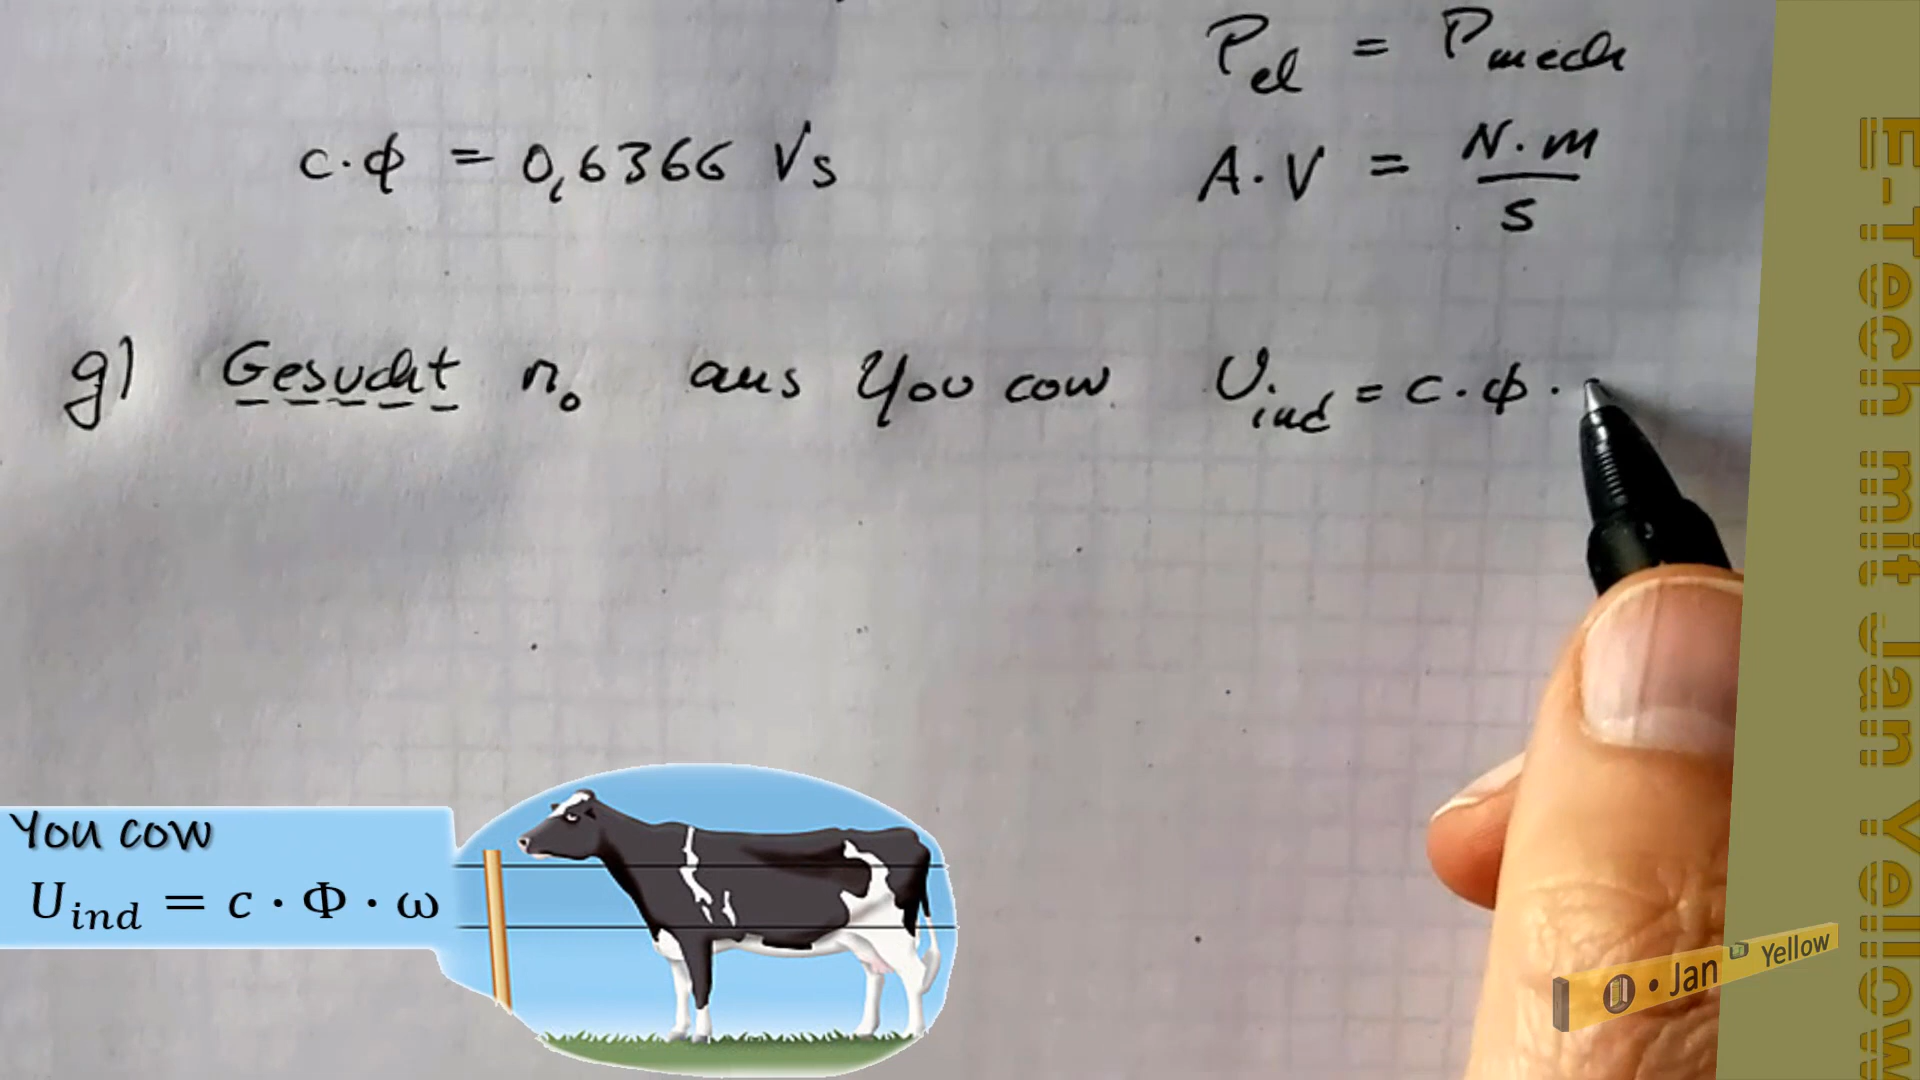 P_el = P_mech
c·ϕ = 0,6366 Vs
A·V = N·m / s
g) Gesucht n₀ aus You cow U_ind = c·ϕ·
You cow
U_ind = c · Φ · ω
• Jan Yellow
E-Tech mit Jan Yellow